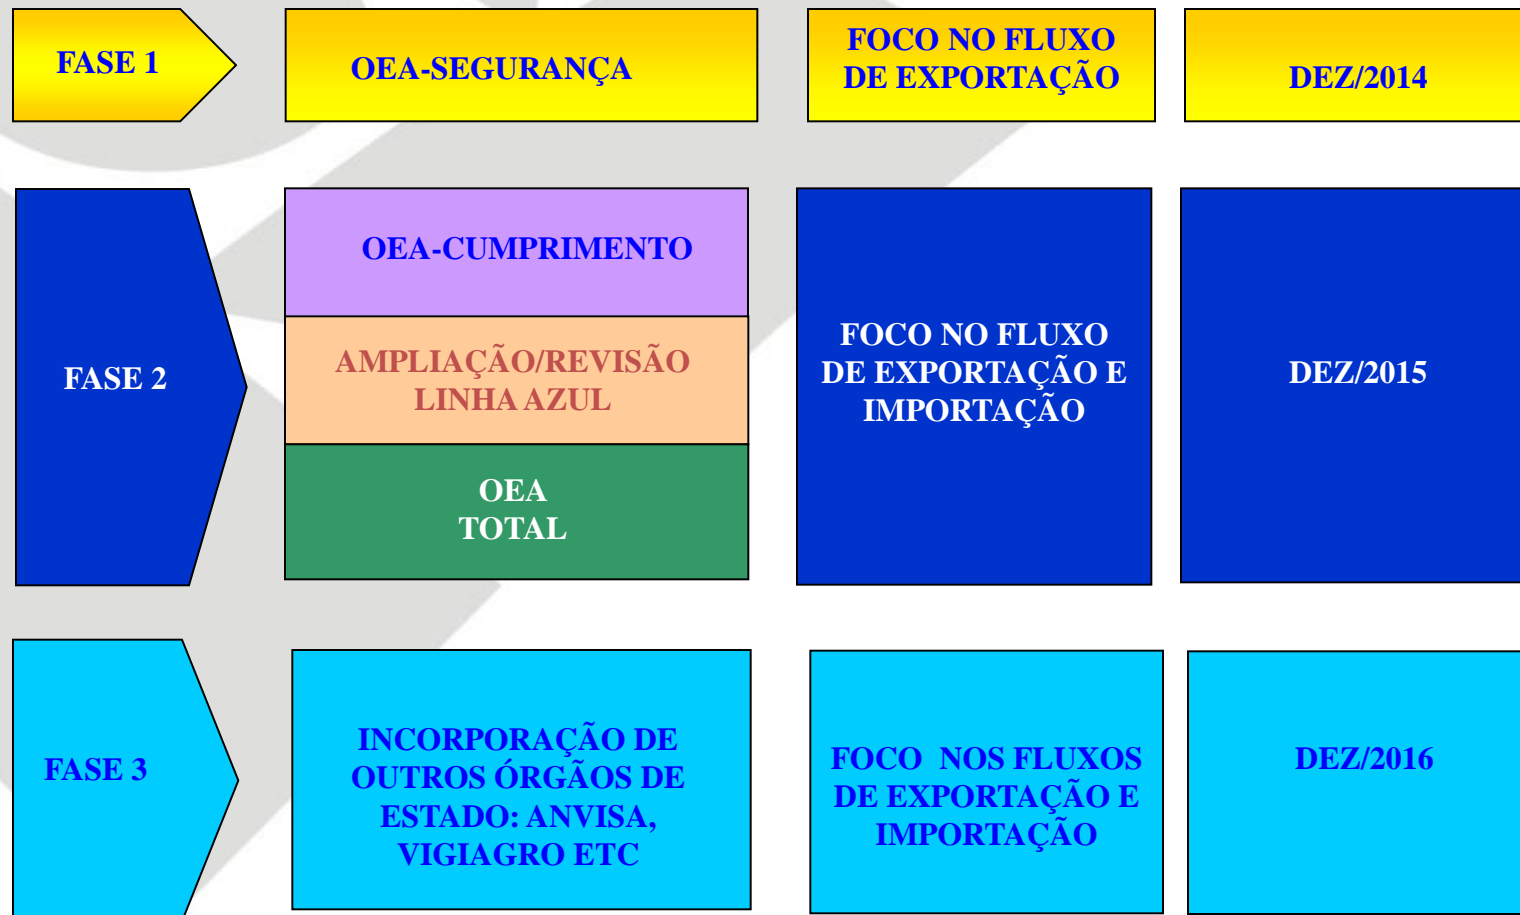 FASE 1
OEA-SEGURANÇA
FOCO NO FLUXO
DE EXPORTAÇÃO
DEZ/2014
FASE 2
OEA-CUMPRIMENTO
AMPLIAÇÃO/REVISÃO
LINHA AZUL
OEA
TOTAL
FOCO NO FLUXO
DE EXPORTAÇÃO E
IMPORTAÇÃO
DEZ/2015
FASE 3
INCORPORAÇÃO DE
OUTROS ÓRGÃOS DE
ESTADO: ANVISA,
VIGIAGRO ETC
FOCO NOS FLUXOS
DE EXPORTAÇÃO E
IMPORTAÇÃO
DEZ/2016